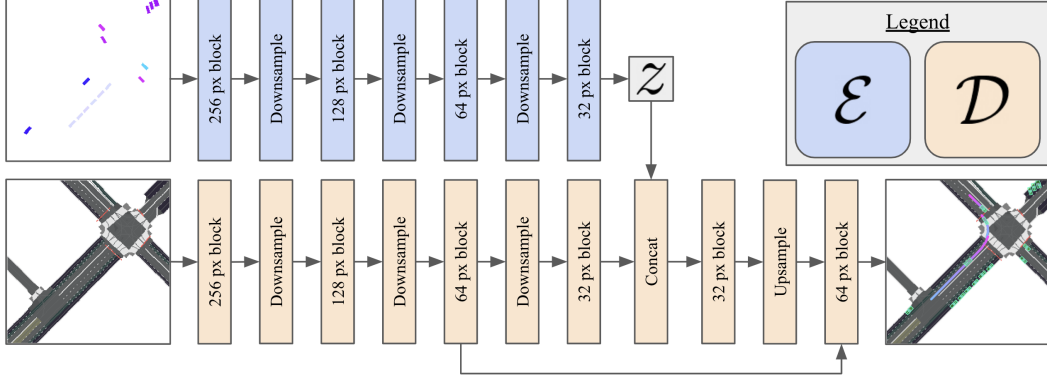 256 px block
Downsample
128 px block
Downsample
64 px block
Downsample
32 px block
Z
Legend
E
D
256 px block
Downsample
128 px block
Downsample
64 px block
Downsample
32 px block
Concat
32 px block
Upsample
64 px block